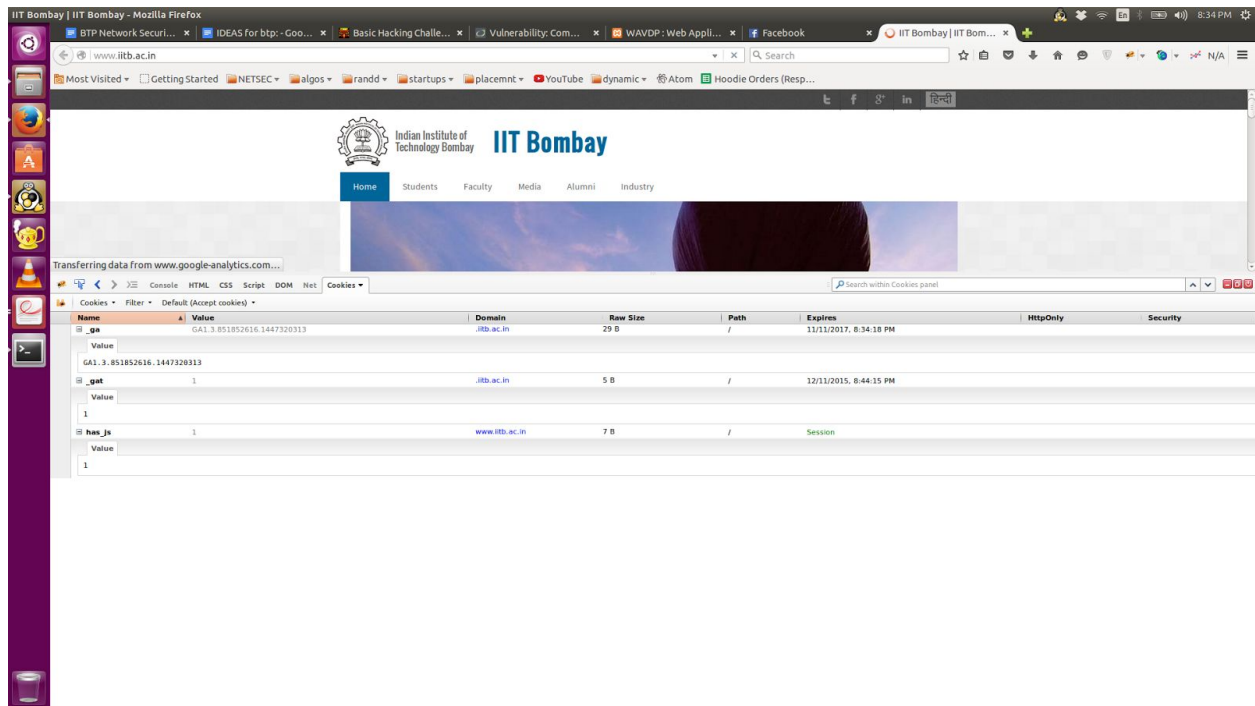 IIT Bombay | IIT Bombay - Mozilla Firefox
En 8:34 PM
BTP Network Securi... IDEAS for btp: - Goo... Basic Hacking Challe... Vulnerability: Com... WAVDP : Web Appli... Facebook IIT Bombay | IIT Bom...
www.iitb.ac.in Search N/A
Most Visited Getting Started NETSEC algos randd startups placemnt YouTube dynamic Atom Hoodie Orders (Resp...
हिन्दी
Indian Institute of
Technology Bombay
IIT Bombay
Home Students Faculty Media Alumni Industry
Transferring data from www.google-analytics.com...
Console HTML CSS Script DOM Net Cookies Search within Cookies panel
Cookies Filter Default (Accept cookies)
Name Value Domain Raw Size Path Expires HttpOnly Security
_ga GA1.3.851852616.1447320313 .iitb.ac.in 29 B / 11/11/2017, 8:34:18 PM
Value
GA1.3.851852616.1447320313
_gat 1 .iitb.ac.in 5 B / 12/11/2015, 8:44:15 PM
Value
1
has_js 1 www.iitb.ac.in 7 B / Session
Value
1